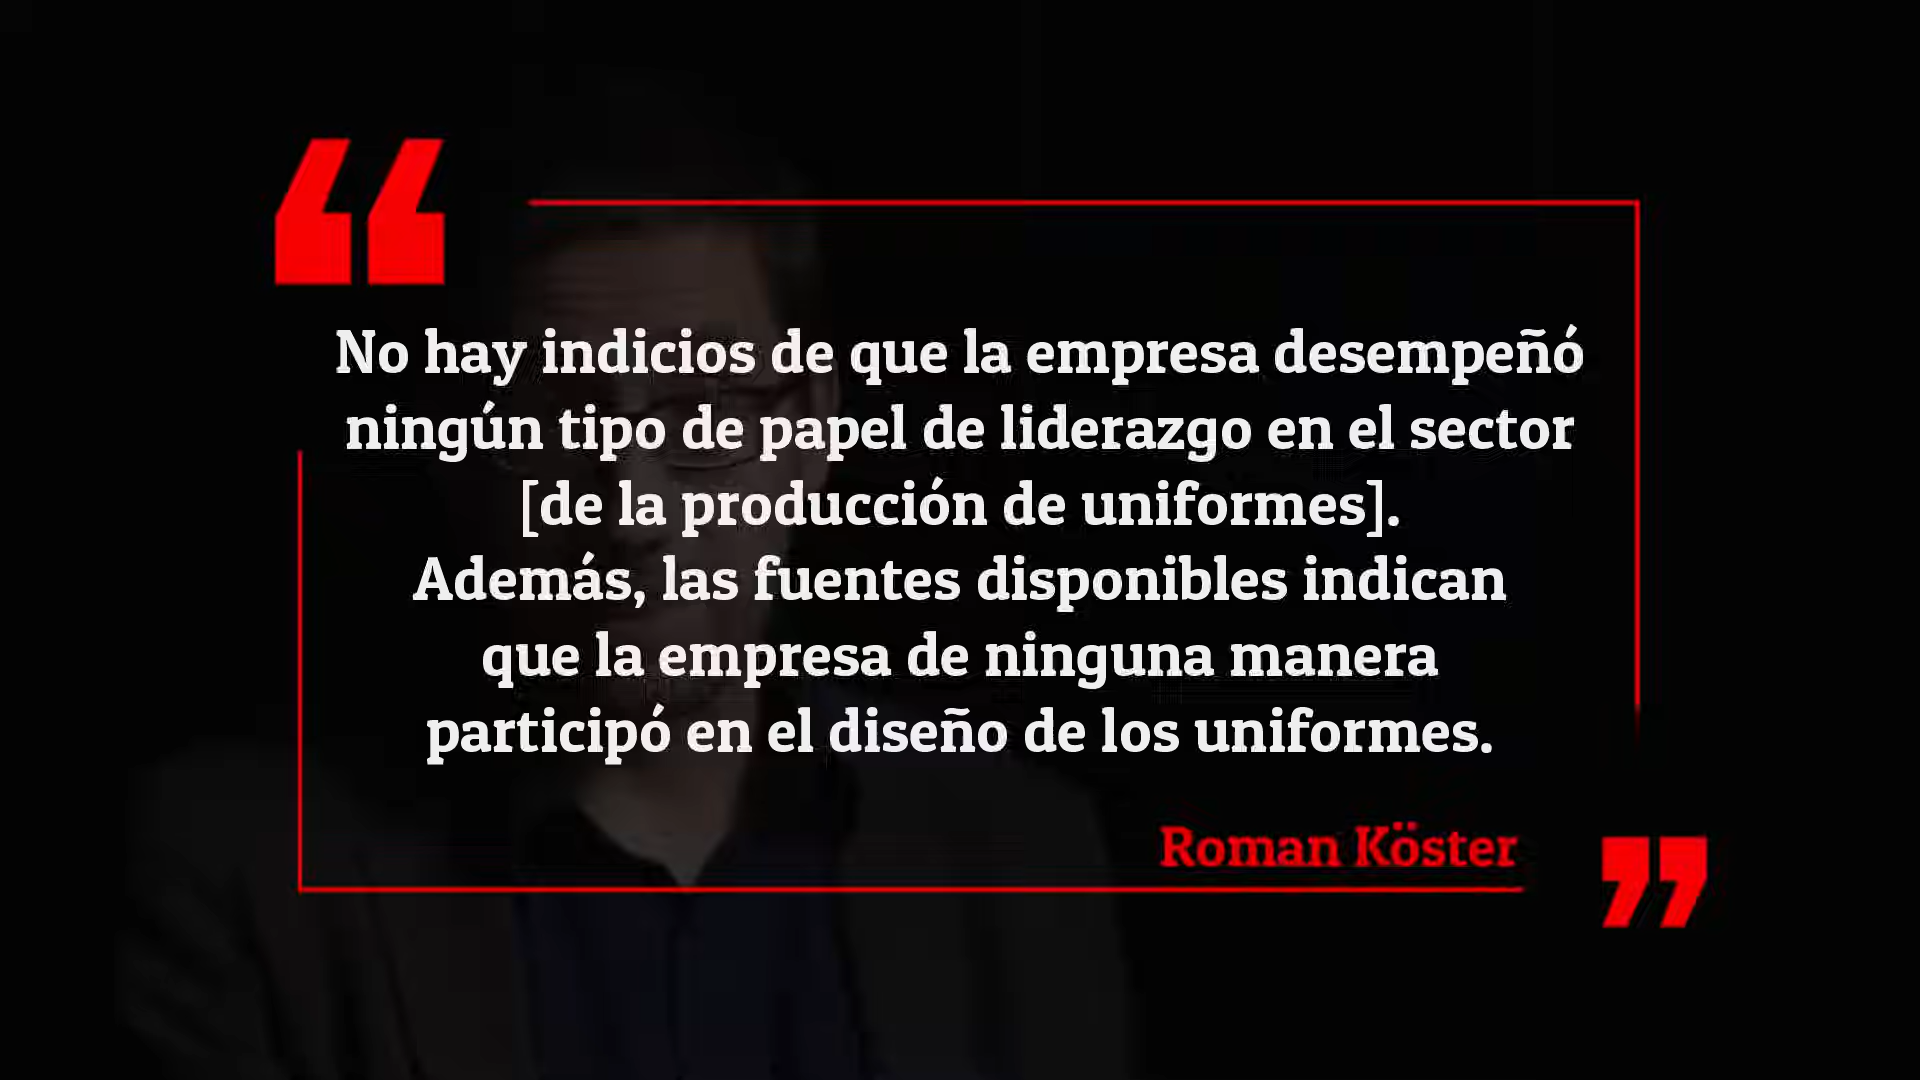 “
No hay indicios de que la empresa desempeñó
ningún tipo de papel de liderazgo en el sector
[de la producción de uniformes].
Además, las fuentes disponibles indican
que la empresa de ninguna manera
participó en el diseño de los uniformes.
Roman Köster
”